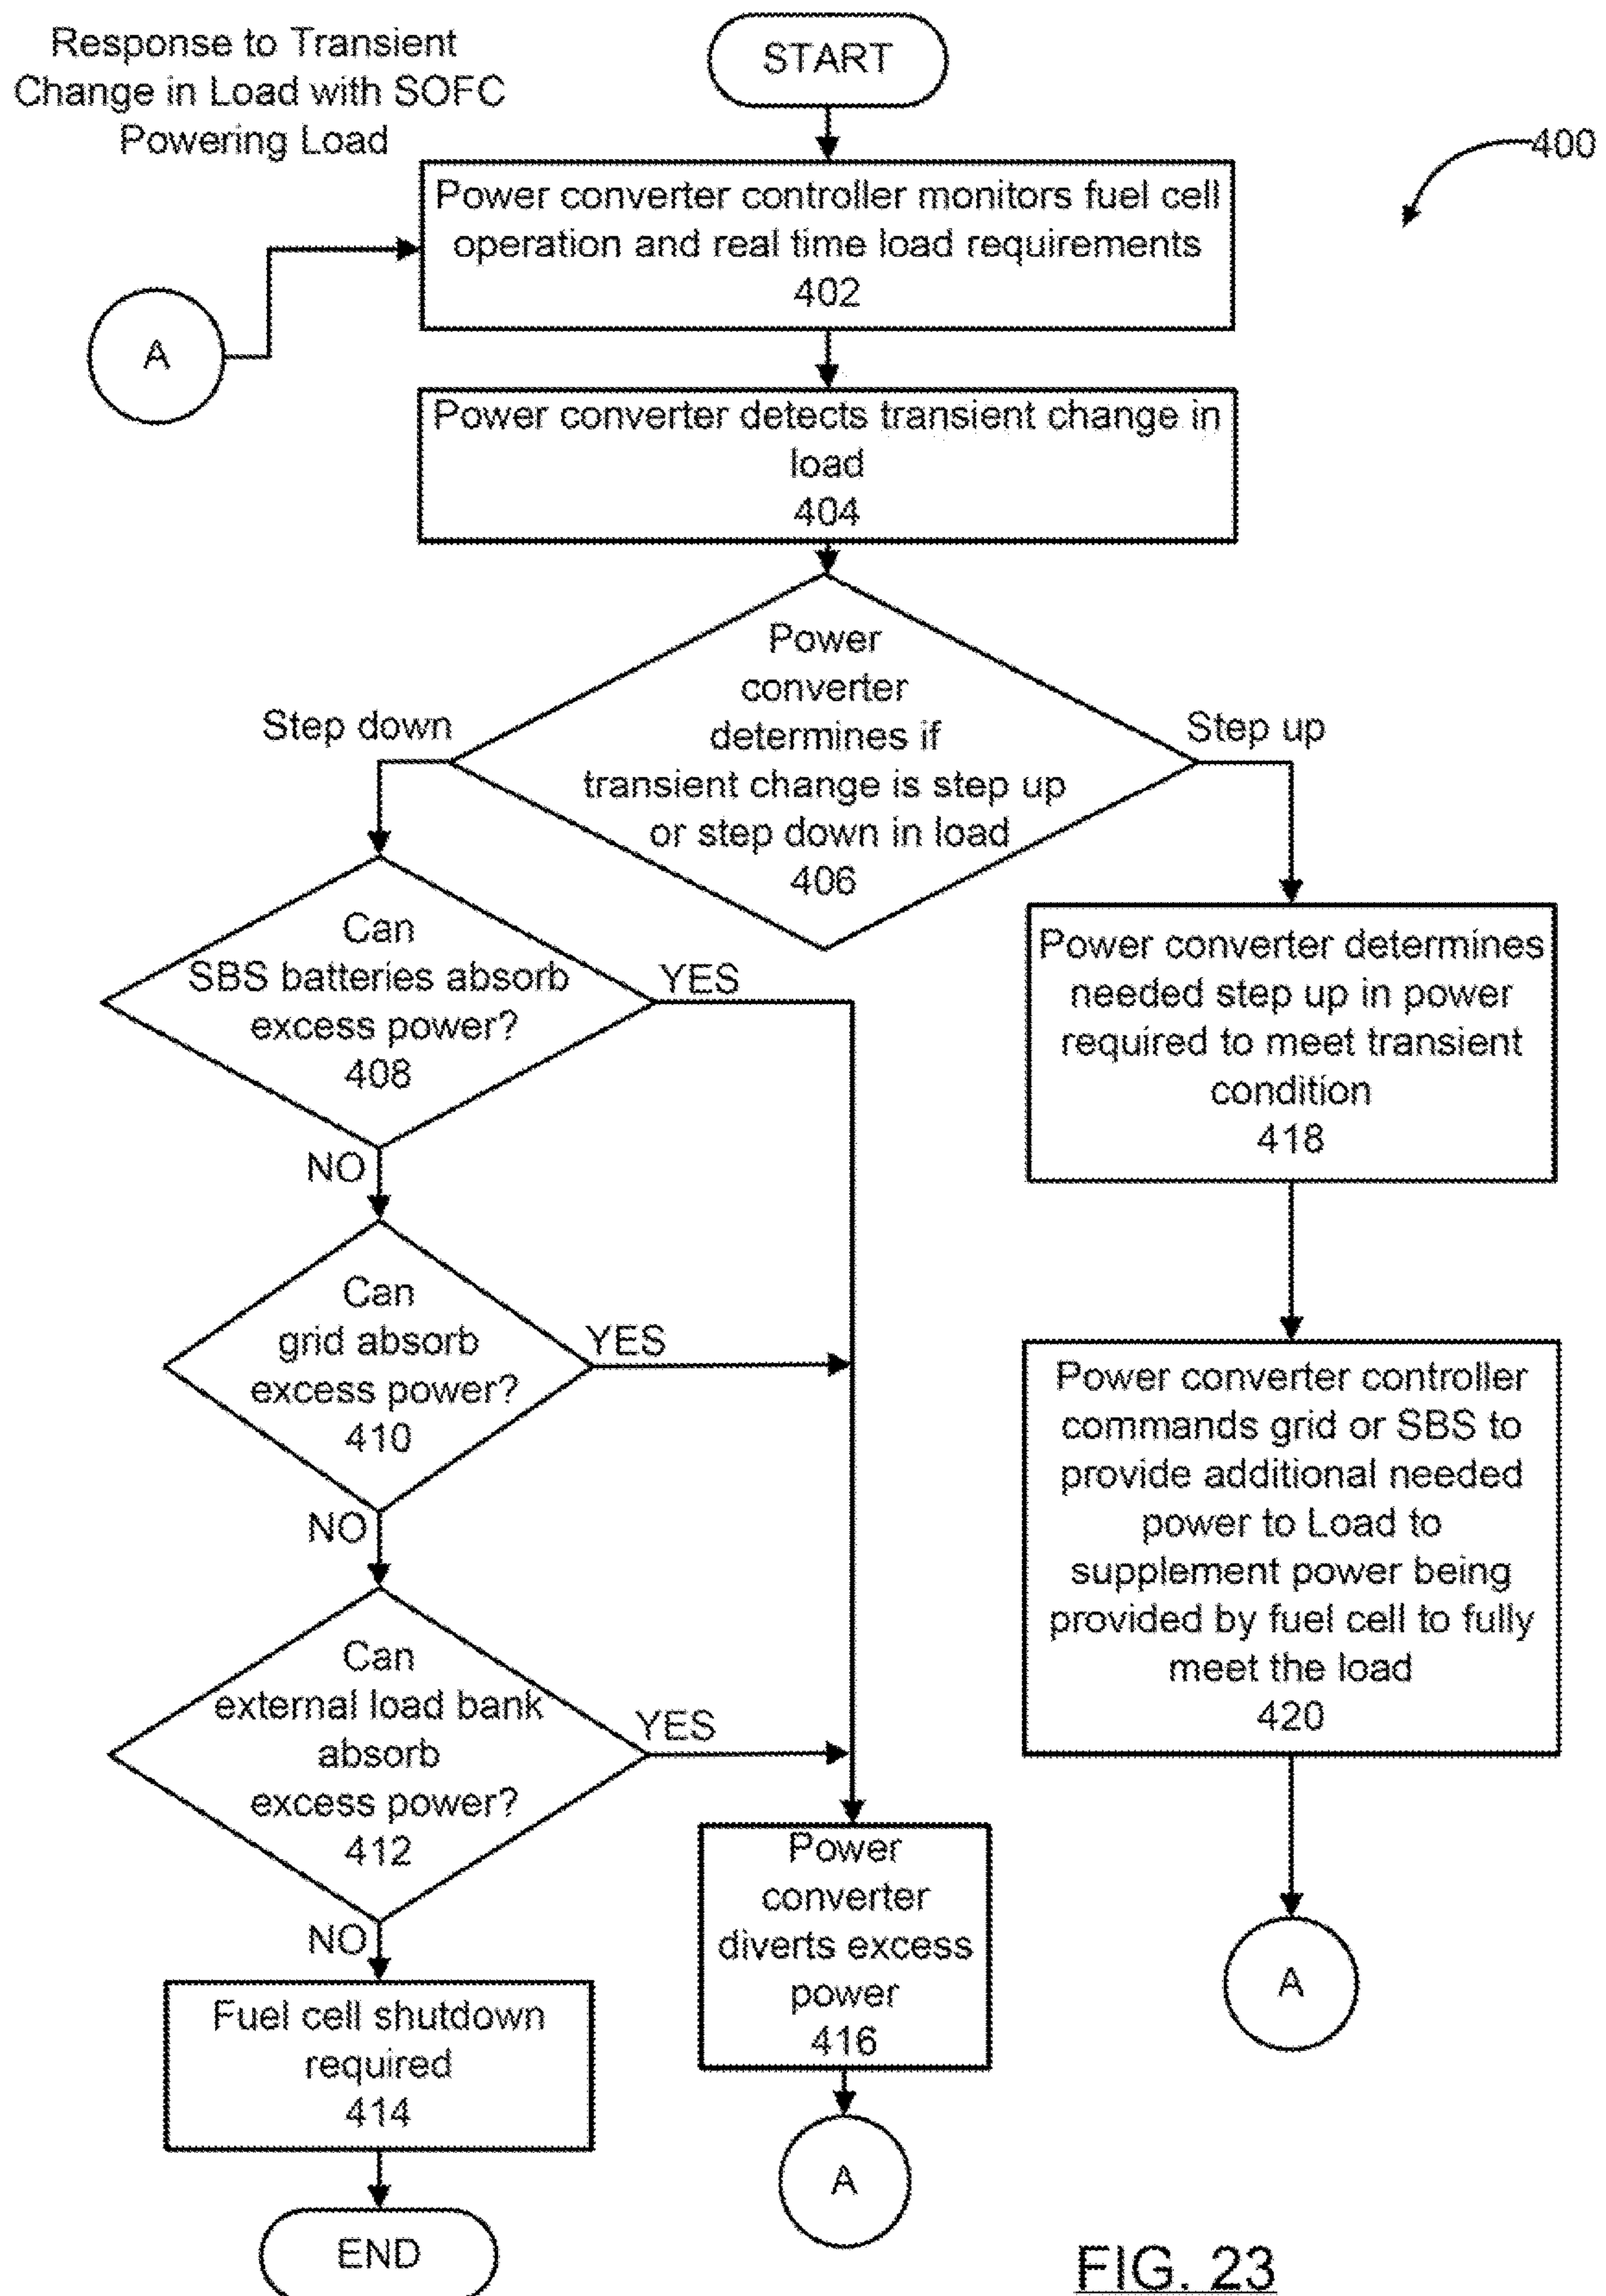 Response to Transient
Change in Load with SOFC
Powering Load
START
400
Power converter controller monitors fuel cell
operation and real time load requirements
402
A
Power converter detects transient change in
load
404
Power
converter
determines if
transient change is step up
or step down in load
406
Step down
Step up
Can
SBS batteries absorb
excess power?
408
YES
NO
Power converter determines
needed step up in power
required to meet transient
condition
418
Can
grid absorb
excess power?
410
YES
NO
Power converter controller
commands grid or SBS to
provide additional needed
power to Load to
supplement power being
provided by fuel cell to fully
meet the load
420
Can
external load bank
absorb
excess power?
412
YES
NO
Power
converter
diverts excess
power
416
A
Fuel cell shutdown
required
414
A
END
FIG. 23